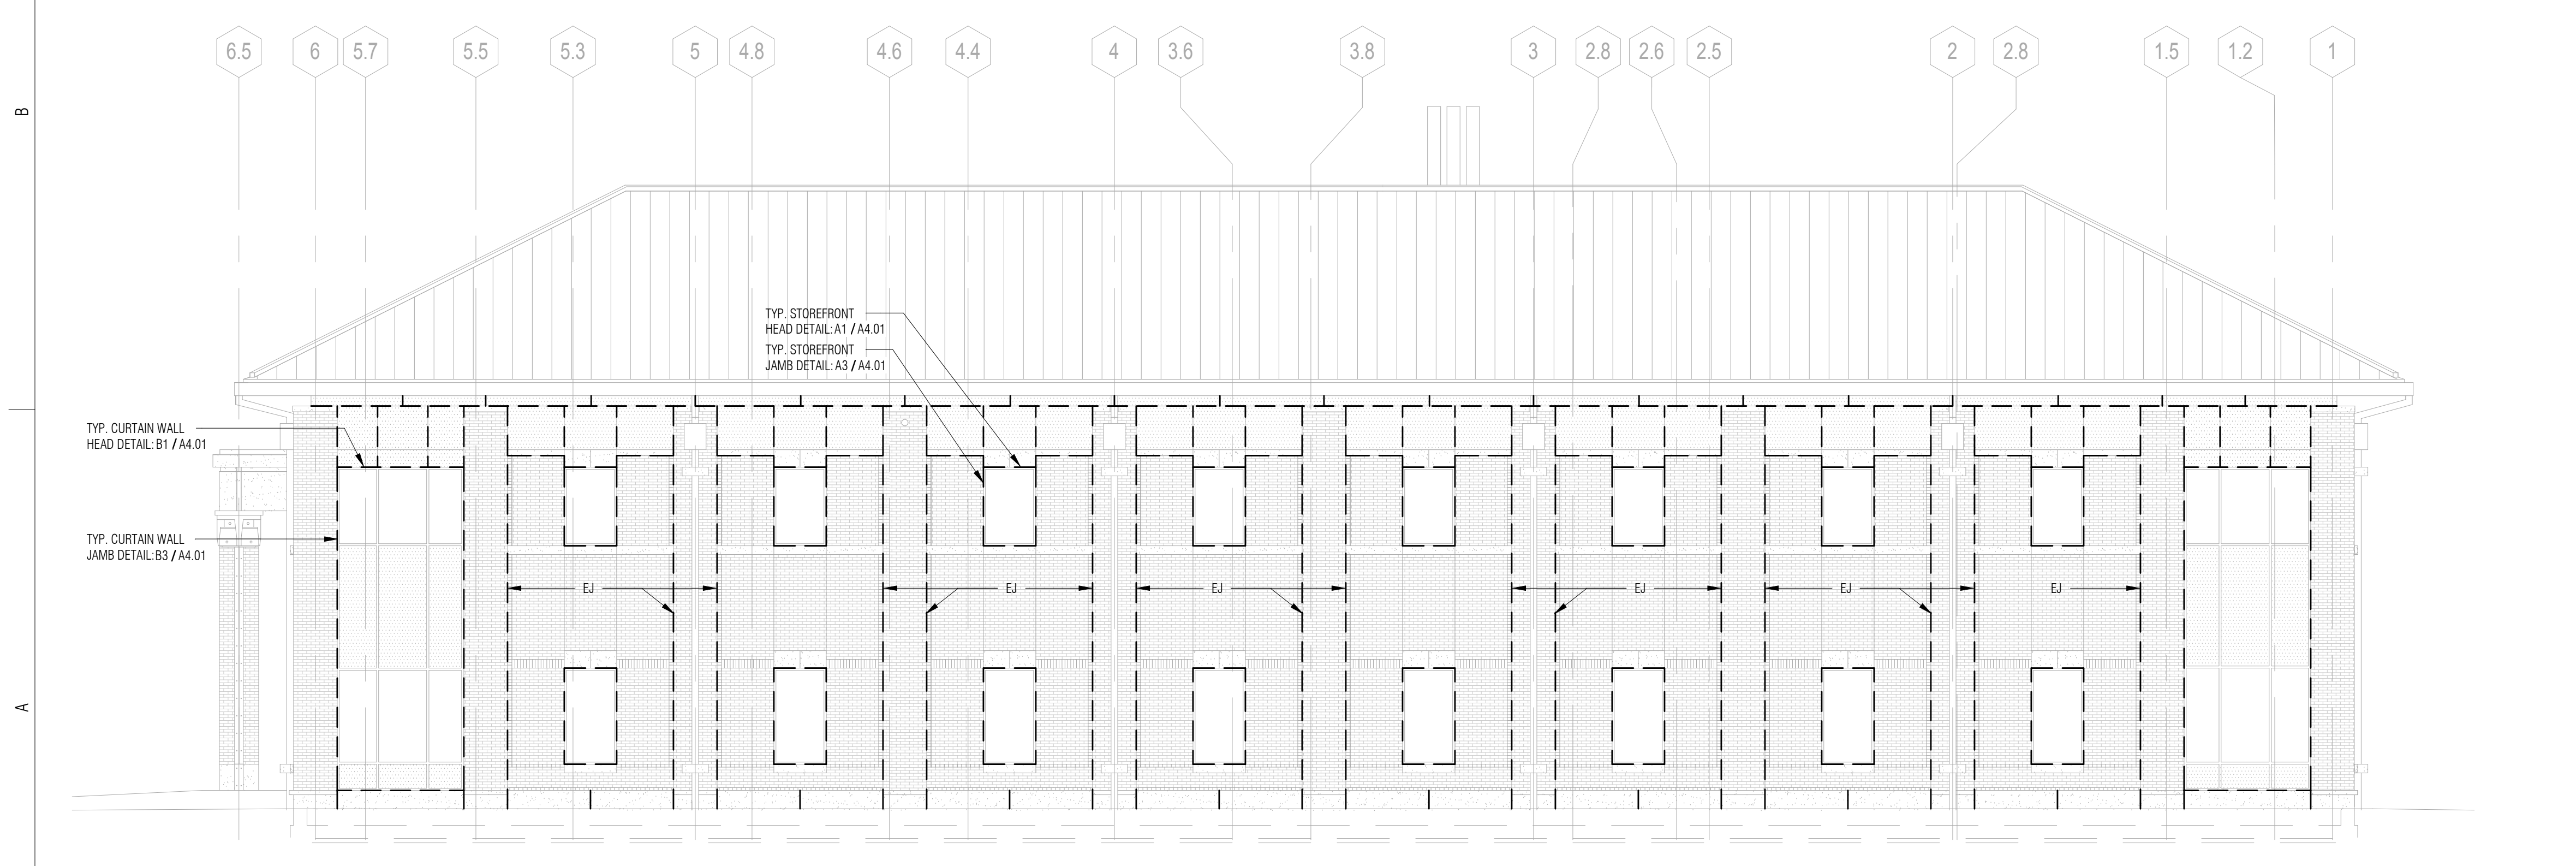 6.5 6 5.7 5.5 5.3 5 4.8 4.6 4.4 4 3.6 3.8 3 2.8 2.6 2.5 2 2.8 1.5 1.2 1
B
TYP. STOREFRONT
HEAD DETAIL: A1 / A4.01
TYP. STOREFRONT
JAMB DETAIL: A3 / A4.01
TYP. CURTAIN WALL
HEAD DETAIL: B1 / A4.01
TYP. CURTAIN WALL
JAMB DETAIL: B3 / A4.01
EJ EJ EJ EJ EJ EJ
A